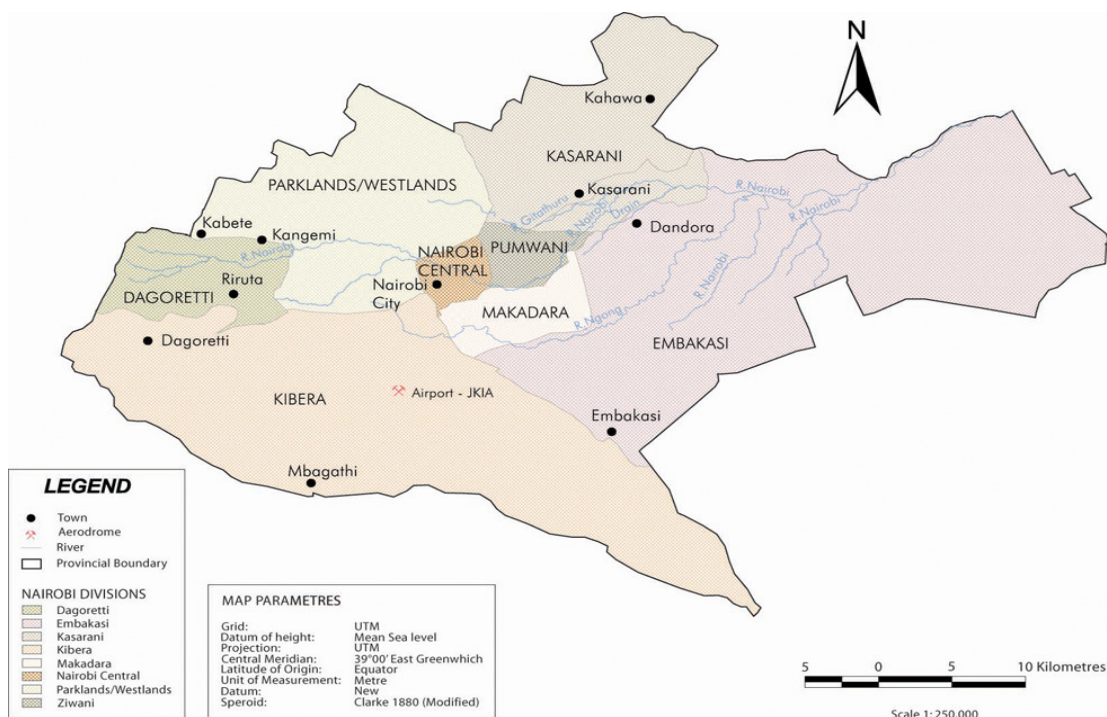 N
Kahawa
KASARANI
PARKLANDS/WESTLANDS
Kasarani
R.Nairobi
R. Gitathuru
R.Nairobi
R.Nairobi
Drain
Kabete
Dandora
Kangemi
R.Nairobi
NAIROBI
CENTRAL
PUMWANI
Riruta
Nairobi
City
DAGORETTI
R.Nairobi
MAKADARA
R.Ngong
Dagoretti
EMBAKASI
KIBERA
Airport - JKIA
Embakasi
Mbagathi
LEGEND
Town
Aerodrome
River
Provincial Boundary
NAIROBI DIVISIONS
Dagoretti
Embakasi
Kasarani
Kibera
Makadara
Nairobi Central
Parklands/Westlands
Ziwani
MAP PARAMETRES
Grid: UTM
Datum of height: Mean Sea level
Projection: UTM
Central Meridian: 39°00' East Greenwhich
Latitude of Origin: Equator
Unit of Measurement: Metre
Datum: New
Speroid: Clarke 1880 (Modified)
5 0 5 10 Kilometres
Scale 1: 250,000